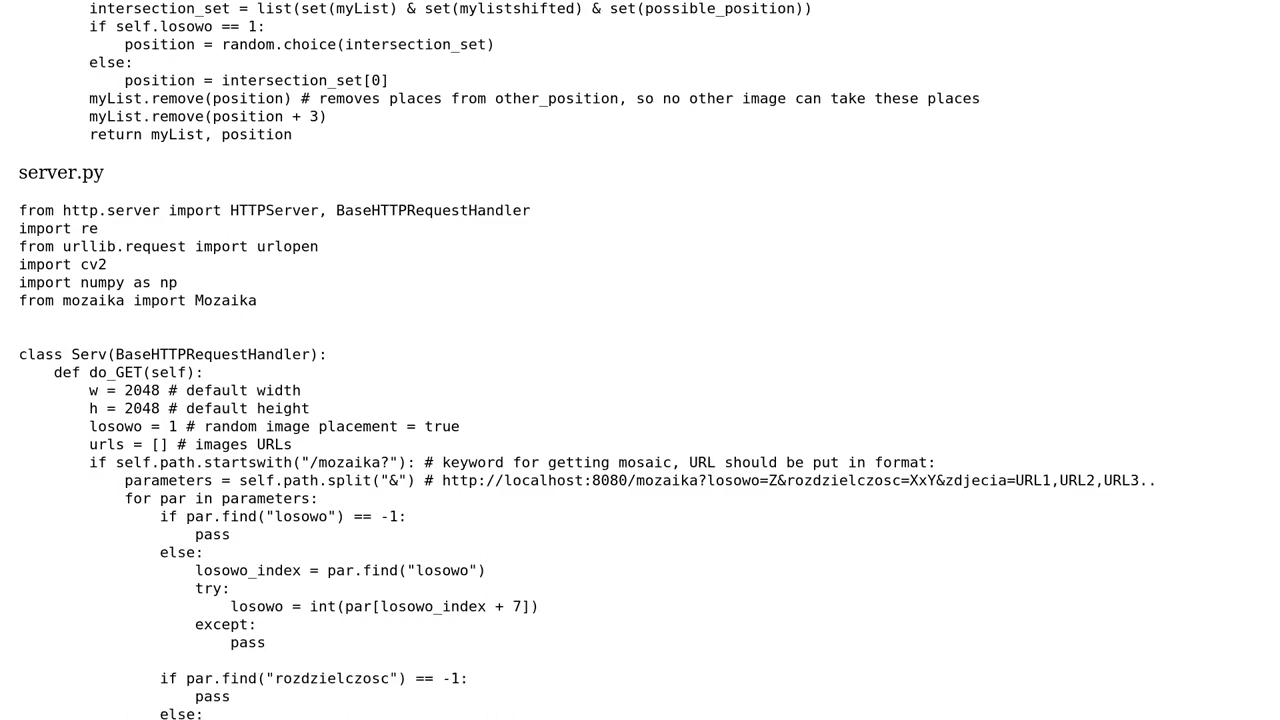 intersection_set = list(set(myList) & set(mylistshifted) & set(possible_position))
if self.losowo == 1:
position = random.choice(intersection_set)
else:
position = intersection_set[0]
myList.remove(position) # removes places from other_position, so no other image can take these places
myList.remove(position + 3)
return myList, position
server.py
from http.server import HTTPServer, BaseHTTPRequestHandler
import re
from urllib.request import urlopen
import cv2
import numpy as np
from mozaika import Mozaika
class Serv(BaseHTTPRequestHandler):
def do_GET(self):
w = 2048 # default width
h = 2048 # default height
losowo = 1 # random image placement = true
urls = [] # images URLs
if self.path.startswith("/mozaika?"): # keyword for getting mosaic, URL should be put in format:
parameters = self.path.split("&") # http://localhost:8080/mozaika?losowo=Z&rozdzielczosc=XxY&zdjecia=URL1,URL2,URL3..
for par in parameters:
if par.find("losowo") == -1:
pass
else:
losowo_index = par.find("losowo")
try:
losowo = int(par[losowo_index + 7])
except:
pass
if par.find("rozdzielczosc") == -1:
pass
else: